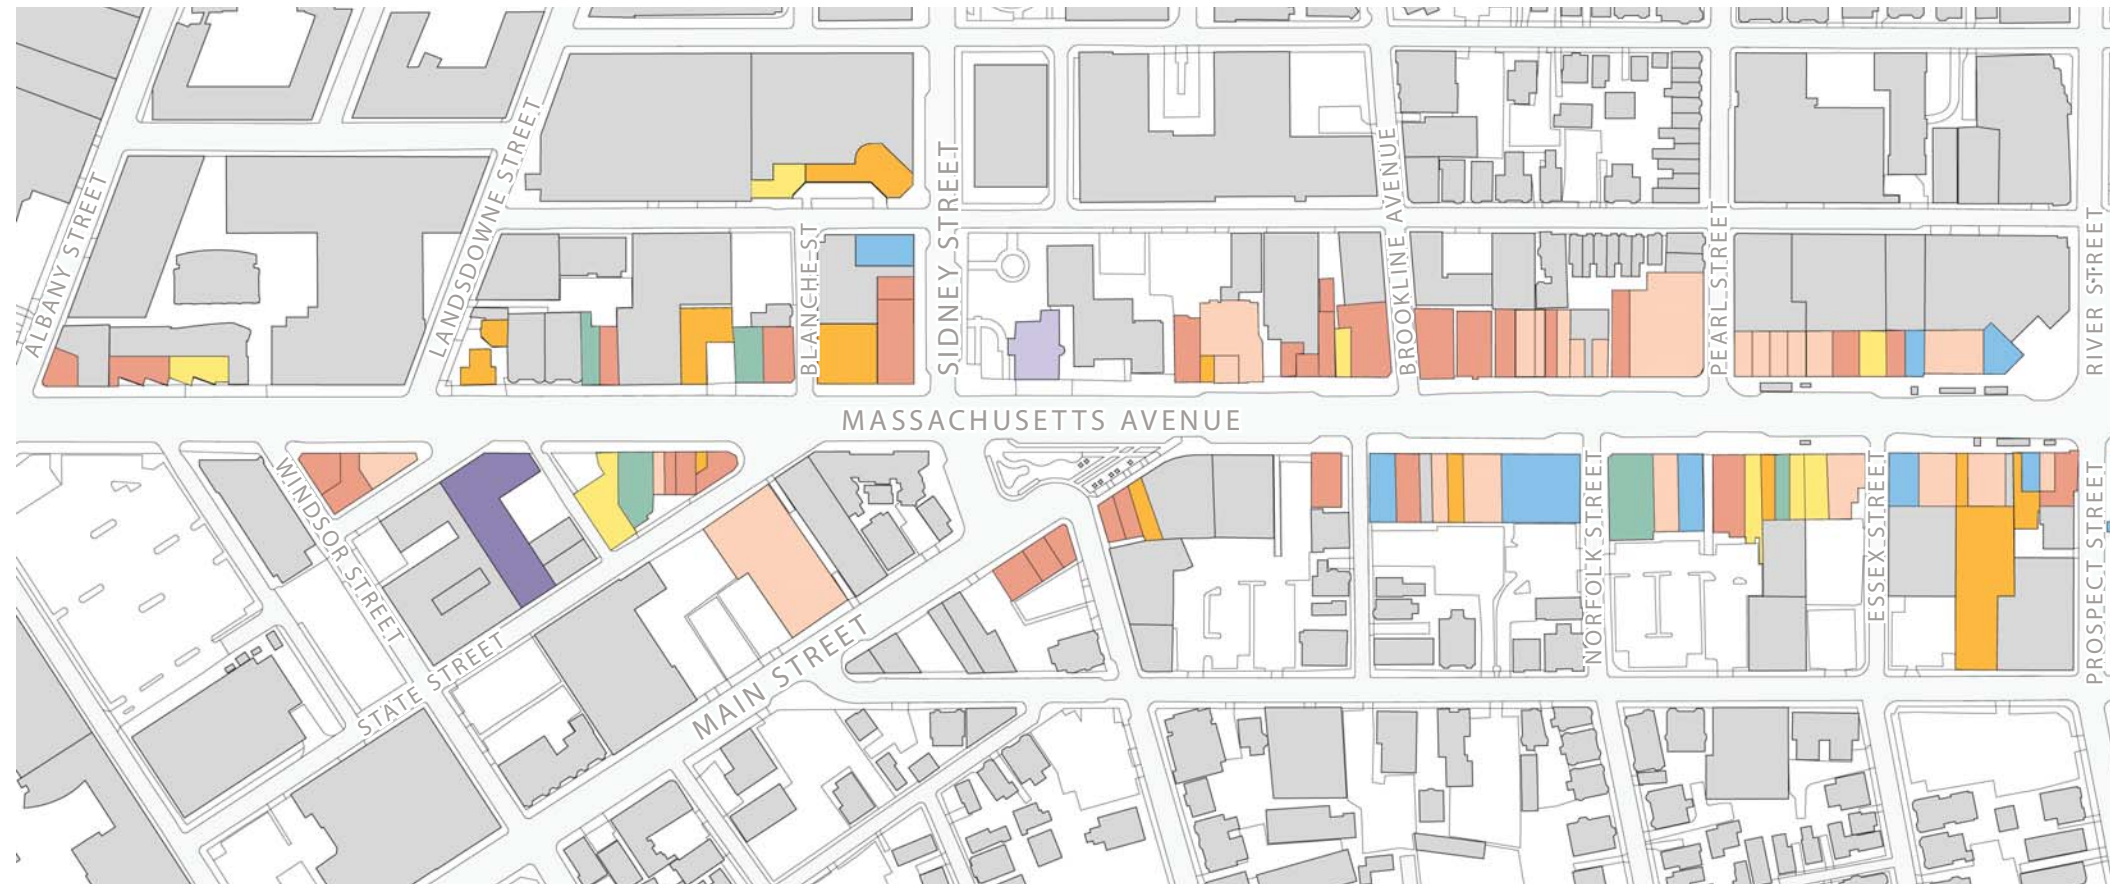 ALBANY STREET
LANSDOWNE STREET
BLANCHE ST
SIDNEY STREET
BROOKLINE AVENUE
PEARL STREET
RIVER STREET
MASSACHUSETTS AVENUE
WINDSOR STREET
STATE STREET
MAIN STREET
NORFOLK STREET
ESSEX STREET
PROSPECT STREET